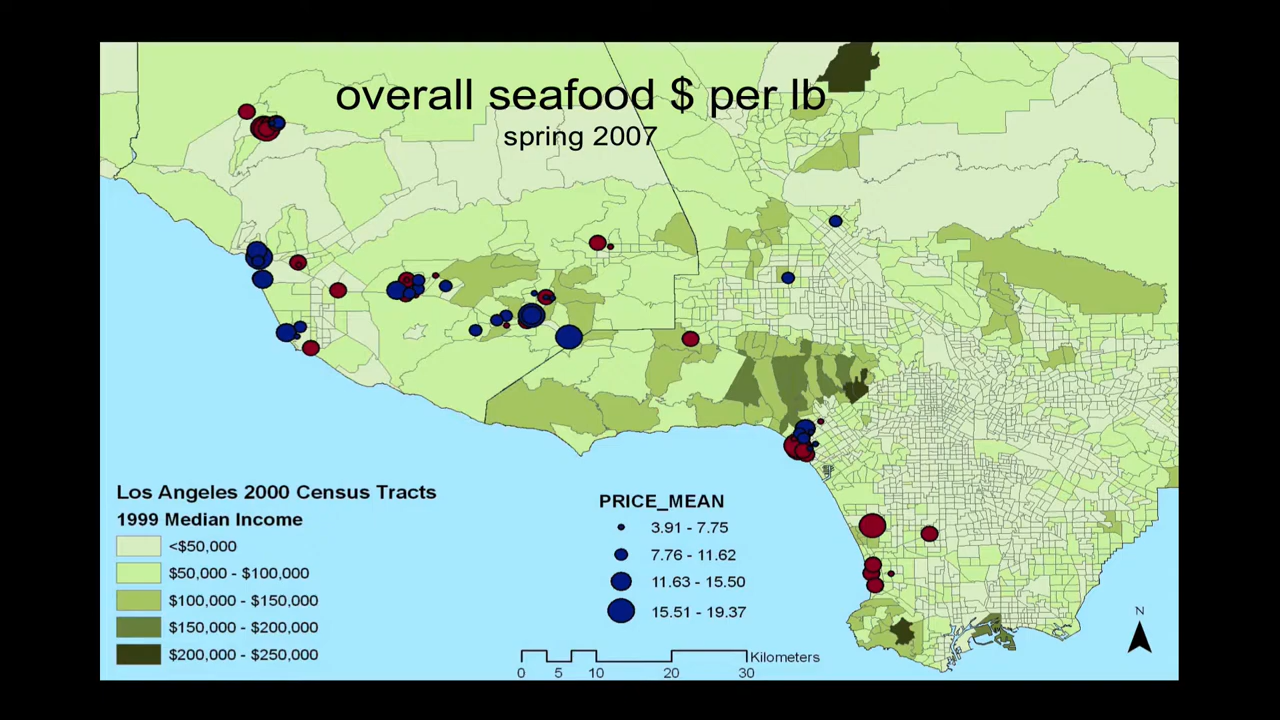 overall seafood $ per lb
spring 2007
Los Angeles 2000 Census Tracts
1999 Median Income
<$50,000
$50,000 - $100,000
$100,000 - $150,000
$150,000 - $200,000
$200,000 - $250,000
PRICE_MEAN
3.91 - 7.75
7.76 - 11.62
11.63 - 15.50
15.51 - 19.37
Kilometers
0 5 10 20 30
N